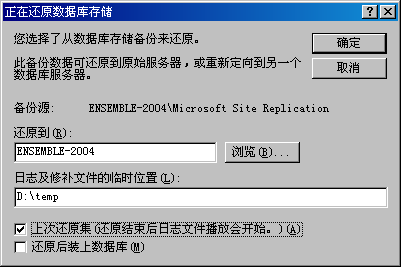 正在还原数据库存储
您选择了从数据库存储备份来还原。
确定
此备份数据可还原到原始服务器，或重新定向到另一个
数据库服务器。
取消
备份源: ENSEMBLE-2004\Microsoft Site Replication
还原到(R):
ENSEMBLE-2004
浏览(B)...
日志及修补文件的临时位置(L):
D:\temp
上次还原集(还原结束后日志文件播放会开始。)(A)
还原后装上数据库(M)